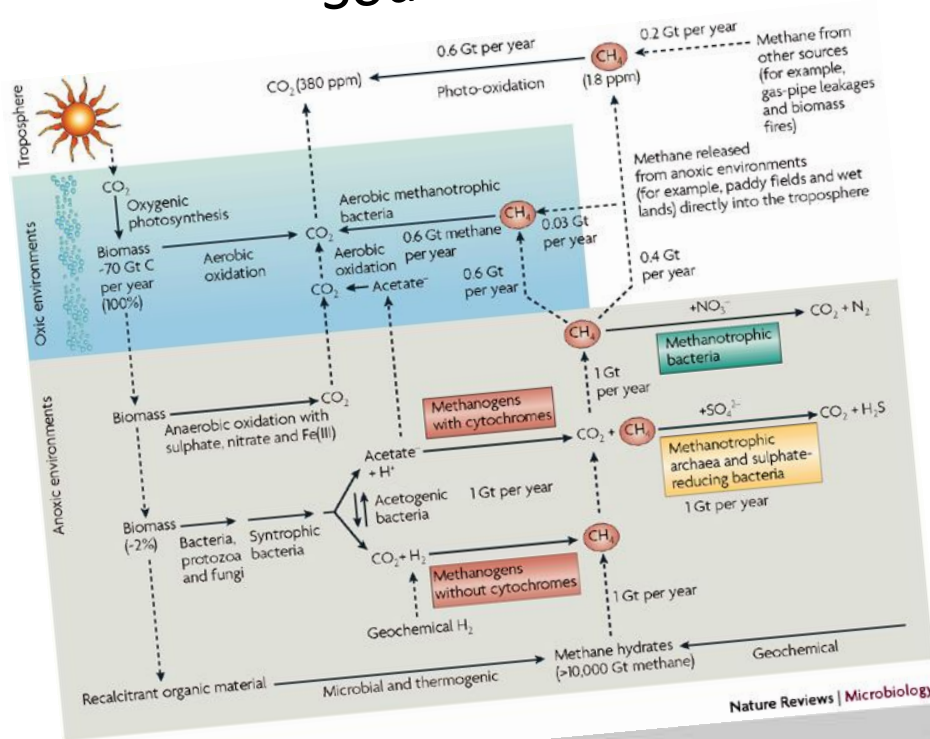 0.6 Gt per year
0.2 Gt per year
Methane from
other sources
(for example,
gas-pipe leakages
and biomass
fires)
CO₂ (380 ppm)
CH₄
(1.8 ppm)
Photo-oxidation
Troposphere
Methane released
from anoxic environments
(for example, paddy fields and wet
lands) directly into the troposphere
CO₂
Oxygenic
photosynthesis
Aerobic methanotrophic
bacteria
CH₄
0.03 Gt
per year
Oxic environments
Biomass
~70 Gt C
per year
(100%)
Aerobic
oxidation
CO₂
Aerobic
oxidation
0.6 Gt methane
per year
0.6 Gt
per year
0.4 Gt
per year
CO₂
Acetate⁻
CH₄
+NO₃⁻
CO₂ + N₂
Methanotrophic
bacteria
1 Gt
per year
Anoxic environments
Biomass
Anaerobic oxidation with
sulphate, nitrate and Fe(III)
CO₂
Methanogens
with cytochromes
Acetate⁻
+ H⁺
CO₂ + CH₄
+SO₄²⁻
CO₂ + H₂S
Methanotrophic
archaea and sulphate-
reducing bacteria
1 Gt per year
Biomass
(~2%)
Bacteria,
protozoa
and fungi
Syntrophic
bacteria
Acetogenic
bacteria
1 Gt per year
CO₂ + H₂
CH₄
Methanogens
without cytochromes
1 Gt per year
Geochemical H₂
Recalcitrant organic material
Microbial and thermogenic
Methane hydrates
(>10,000 Gt methane)
Geochemical
Nature Reviews | Microbiology